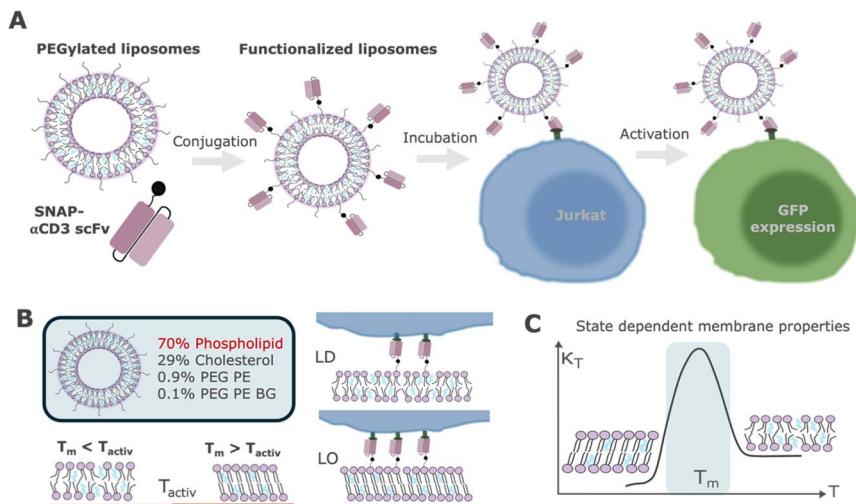 A
PEGylated liposomes
Functionalized liposomes
Conjugation
Incubation
Activation
SNAP-
αCD3 scFv
Jurkat
GFP
expression
B
70% Phospholipid
29% Cholesterol
0.9% PEG PE
0.1% PEG PE BG
Tm < Tactiv
Tm > Tactiv
Tactiv
LD
LO
C
State dependent membrane properties
KT
Tm
T